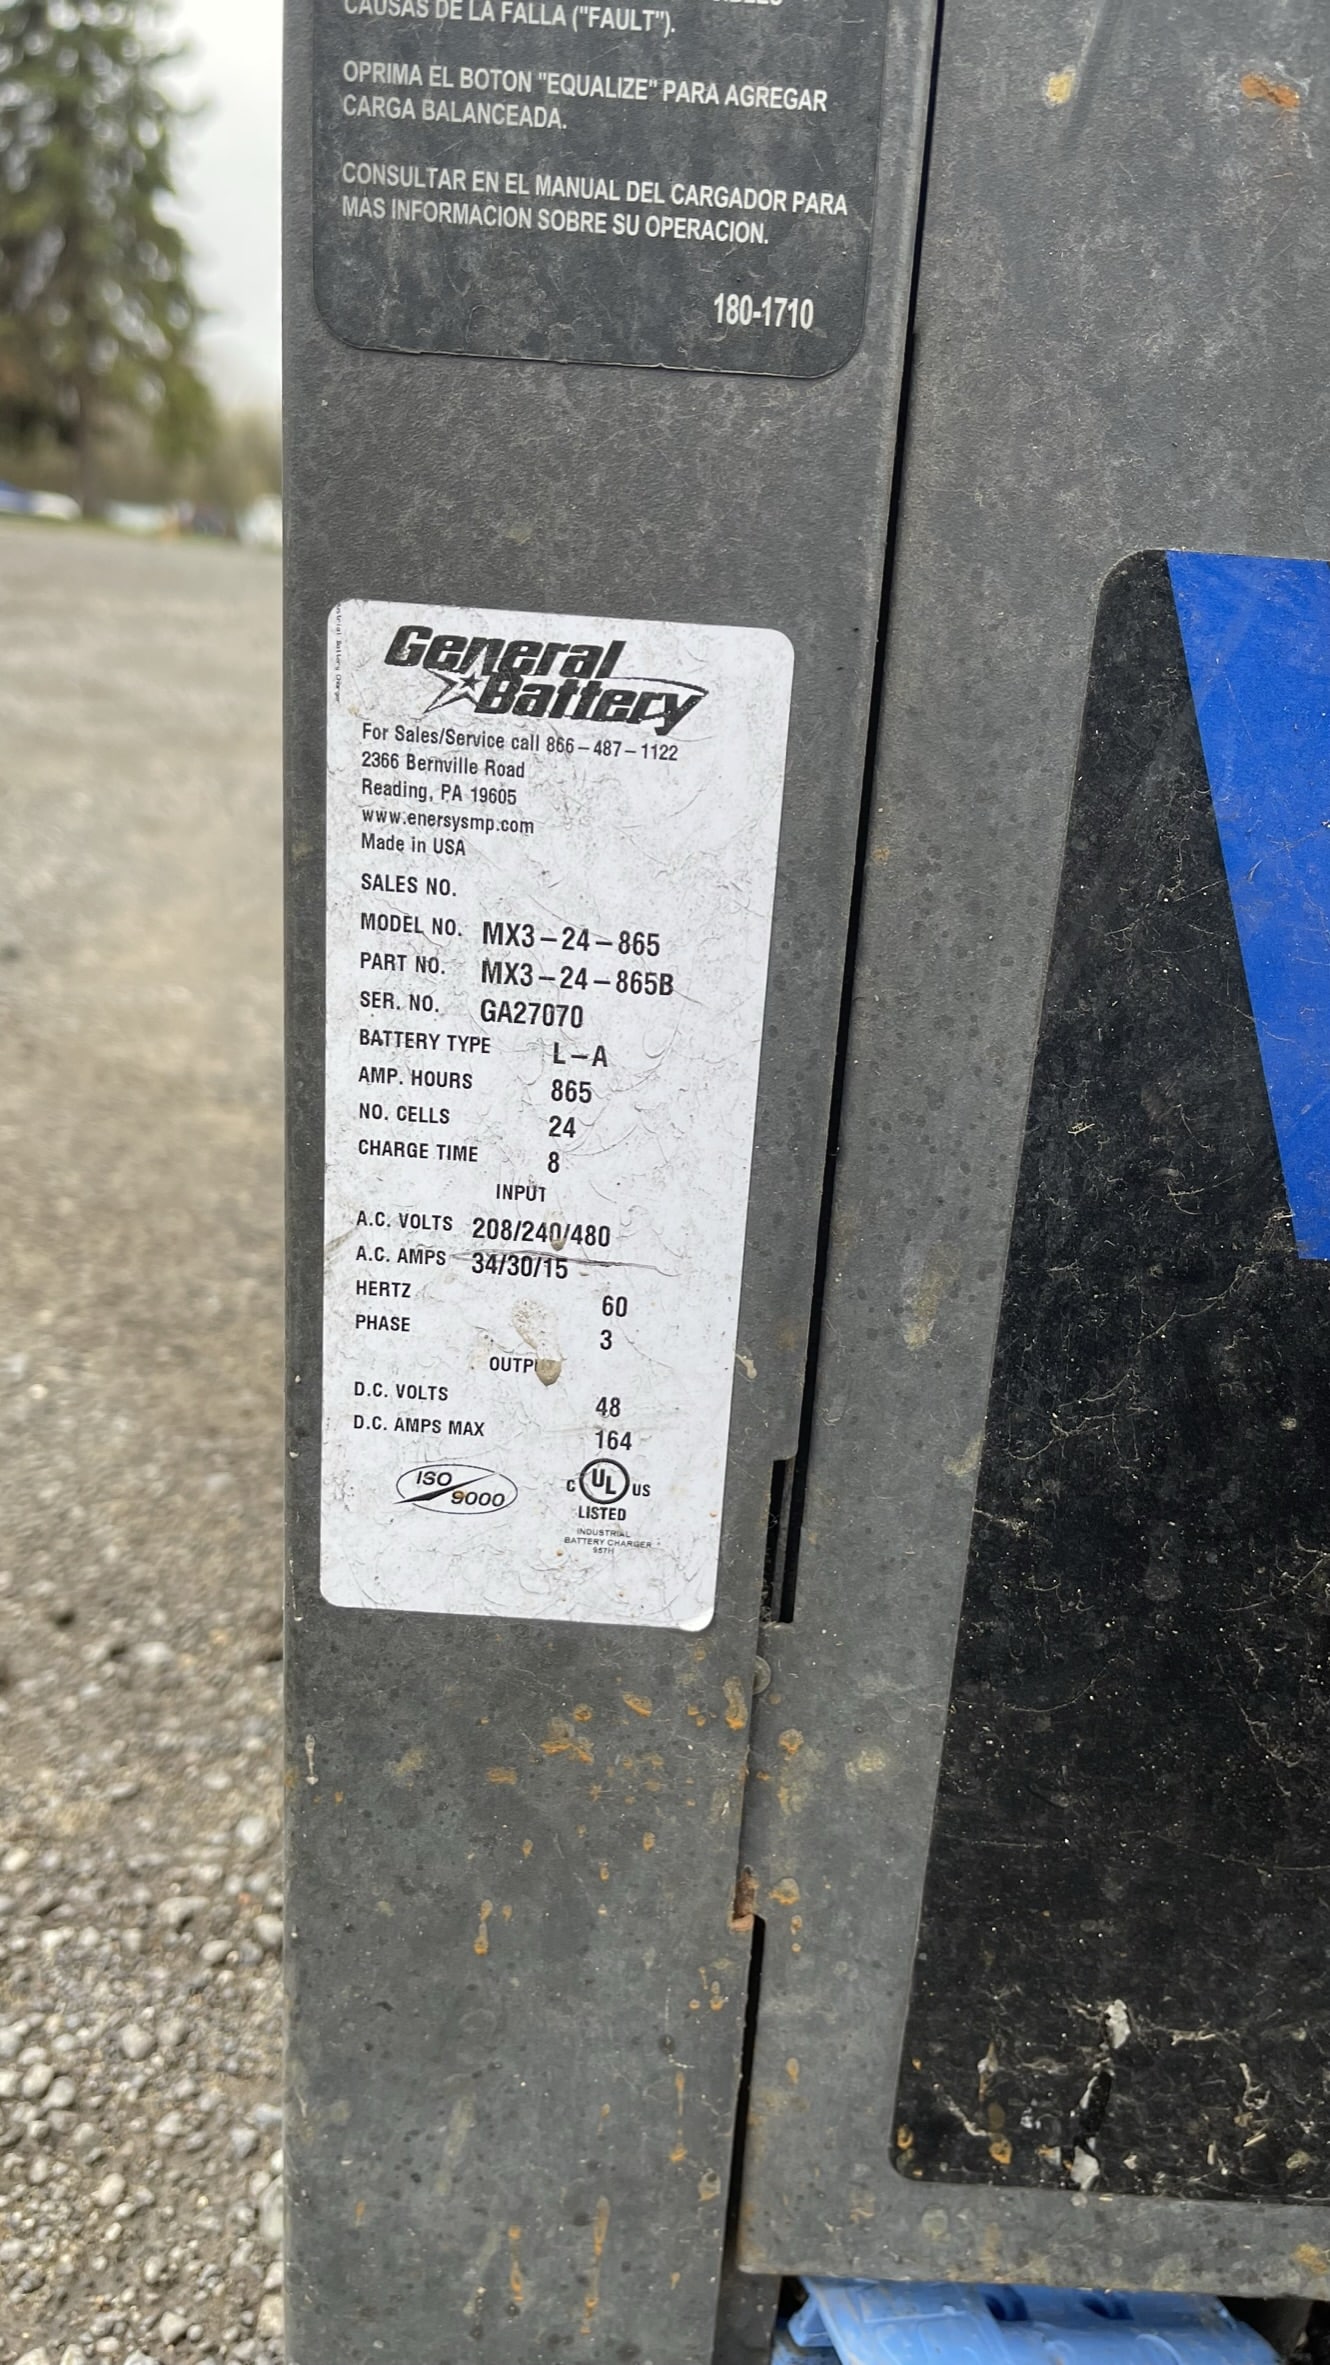 CAUSAS DE LA FALLA ("FAULT").
OPRIMA EL BOTON "EQUALIZE" PARA AGREGAR
CARGA BALANCEADA.
CONSULTAR EN EL MANUAL DEL CARGADOR PARA
MAS INFORMACION SOBRE SU OPERACION.
180-1710
General
Battery
For Sales/Service call 866-487-1122
2366 Bernville Road
Reading, PA 19605
www.enersysmp.com
Made in USA
SALES NO.
MODEL NO. MX3-24-865
PART NO. MX3-24-865B
SER. NO. GA27070
BATTERY TYPE L-A
AMP. HOURS 865
NO. CELLS 24
CHARGE TIME 8
INPUT
A.C. VOLTS 208/240/480
A.C. AMPS 34/30/15
HERTZ 60
PHASE 3
OUTP
D.C. VOLTS 48
D.C. AMPS MAX 164
ISO 9000
C UL US
LISTED
INDUSTRIAL
BATTERY CHARGER
95TH